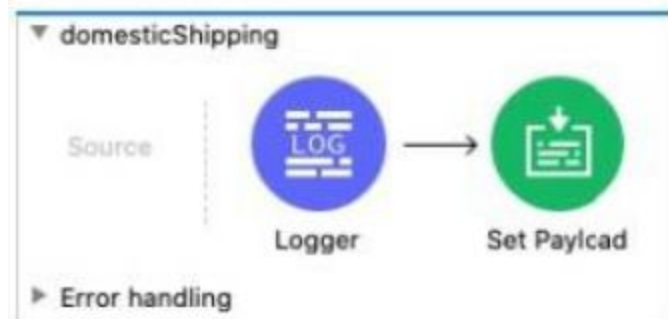 domesticShipping
Source
LOG
Logger
Set Paylcad
Error handling